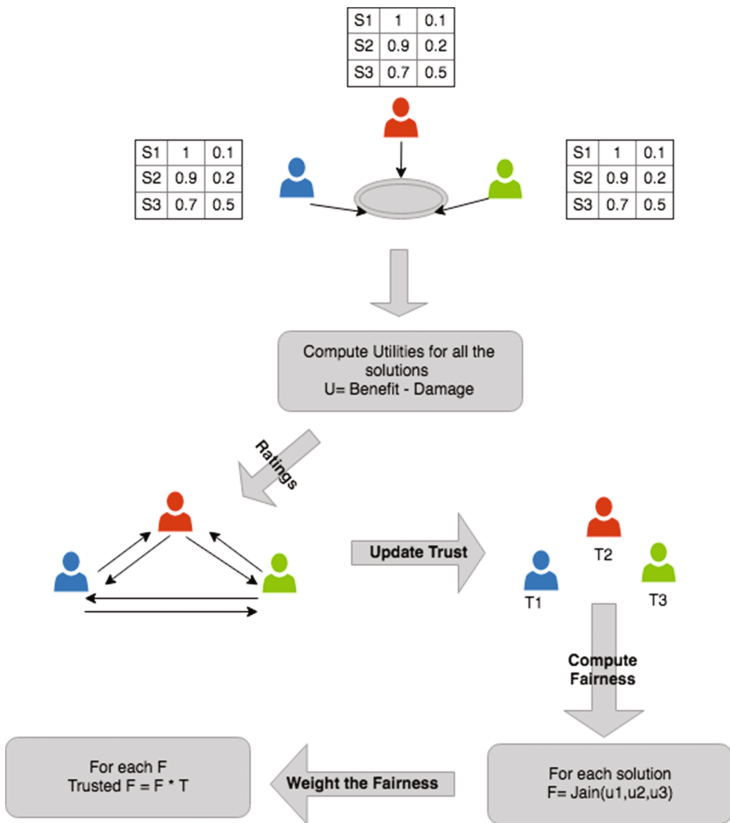 S1 1 0.1
S2 0.9 0.2
S3 0.7 0.5
S1 1 0.1
S2 0.9 0.2
S3 0.7 0.5
S1 1 0.1
S2 0.9 0.2
S3 0.7 0.5
Compute Utilities for all the
solutions
U= Benefit - Damage
Ratings
Update Trust
T2
T1
T3
Compute
Fairness
For each F
Trusted F = F * T
Weight the Fairness
For each solution
F= Jain(u1,u2,u3)